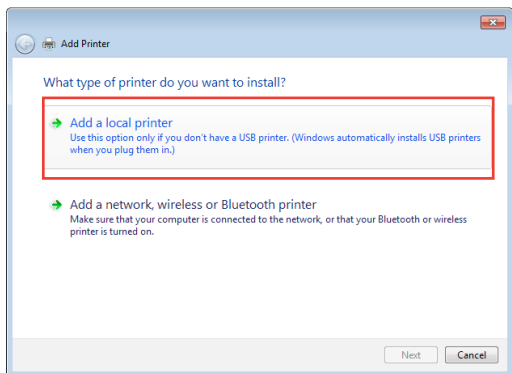 Add Printer
What type of printer do you want to install?
Add a local printer
Use this option only if you don't have a USB printer. (Windows automatically installs USB printers
when you plug them in.)
Add a network, wireless or Bluetooth printer
Make sure that your computer is connected to the network, or that your Bluetooth or wireless
printer is turned on.
Next Cancel